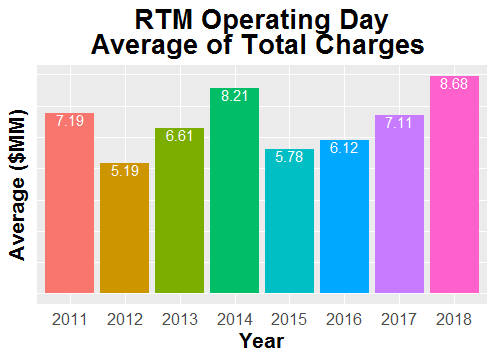 RTM Operating Day
Average of Total Charges
Average ($MM)
7.19
5.19
6.61
8.21
5.78
6.12
7.11
8.68
2011 2012 2013 2014 2015 2016 2017 2018
Year